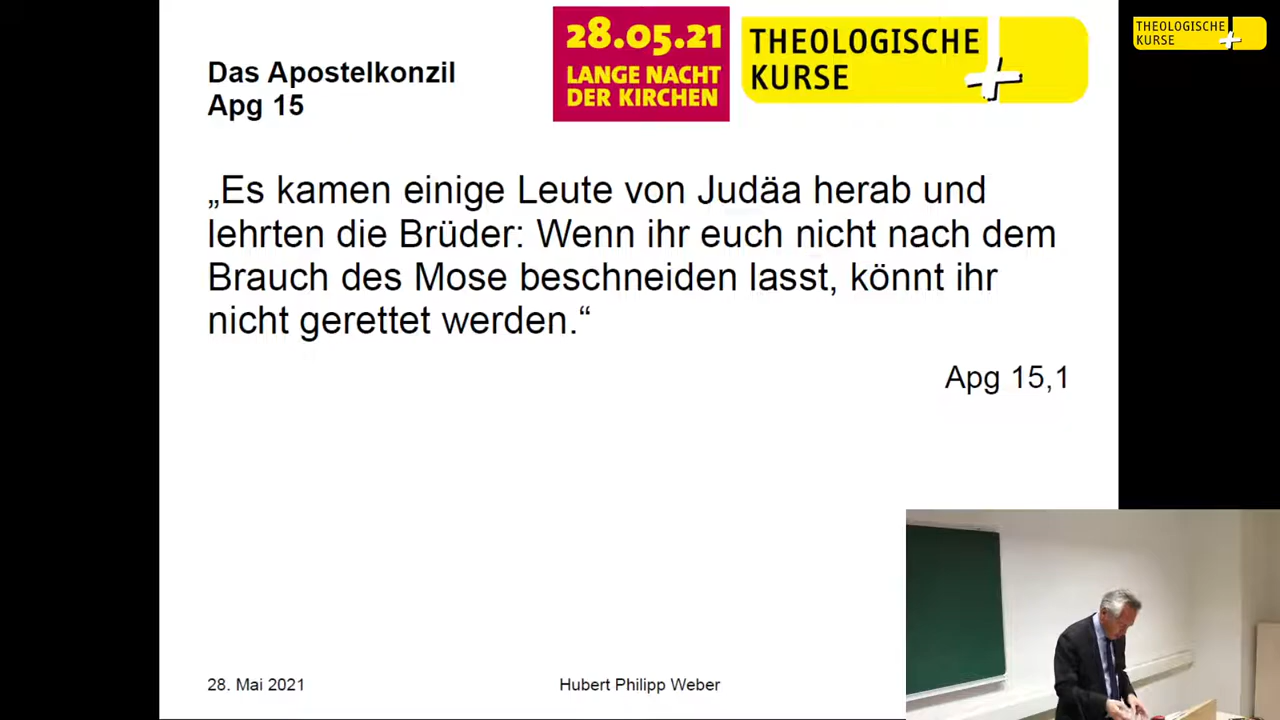 Das Apostelkonzil
Apg 15
28.05.21
LANGE NACHT
DER KIRCHEN
THEOLOGISCHE
KURSE
THEOLOGISCHE
KURSE
„Es kamen einige Leute von Judäa herab und
lehrten die Brüder: Wenn ihr euch nicht nach dem
Brauch des Mose beschneiden lasst, könnt ihr
nicht gerettet werden.“
Apg 15,1
28. Mai 2021
Hubert Philipp Weber